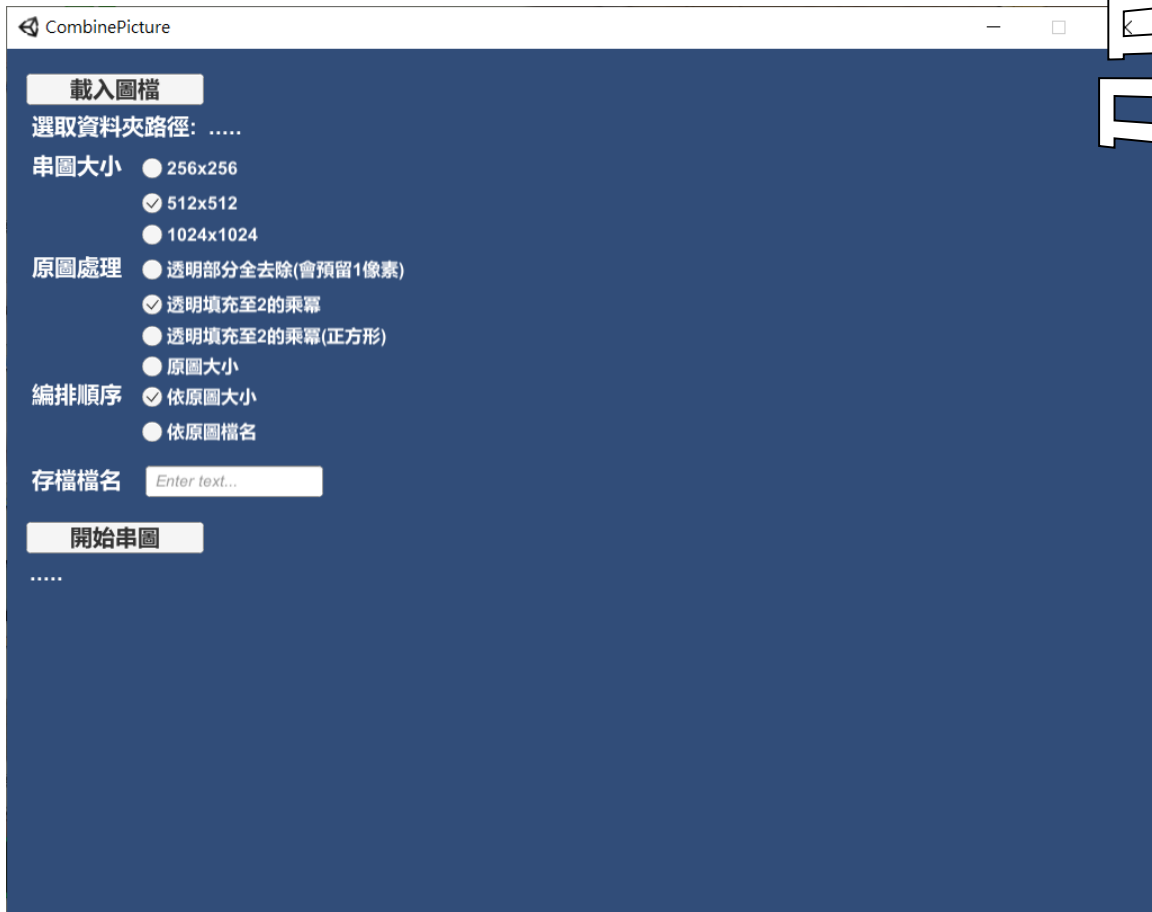 CombinePicture
載入圖檔
選取資料夾路徑: .....
串圖大小 256x256
512x512
1024x1024
原圖處理 透明部分全去除(會預留1像素)
透明填充至2的乘冪
透明填充至2的乘冪(正方形)
原圖大小
編排順序 依原圖大小
依原圖檔名
存檔檔名 Enter text...
開始串圖
.....